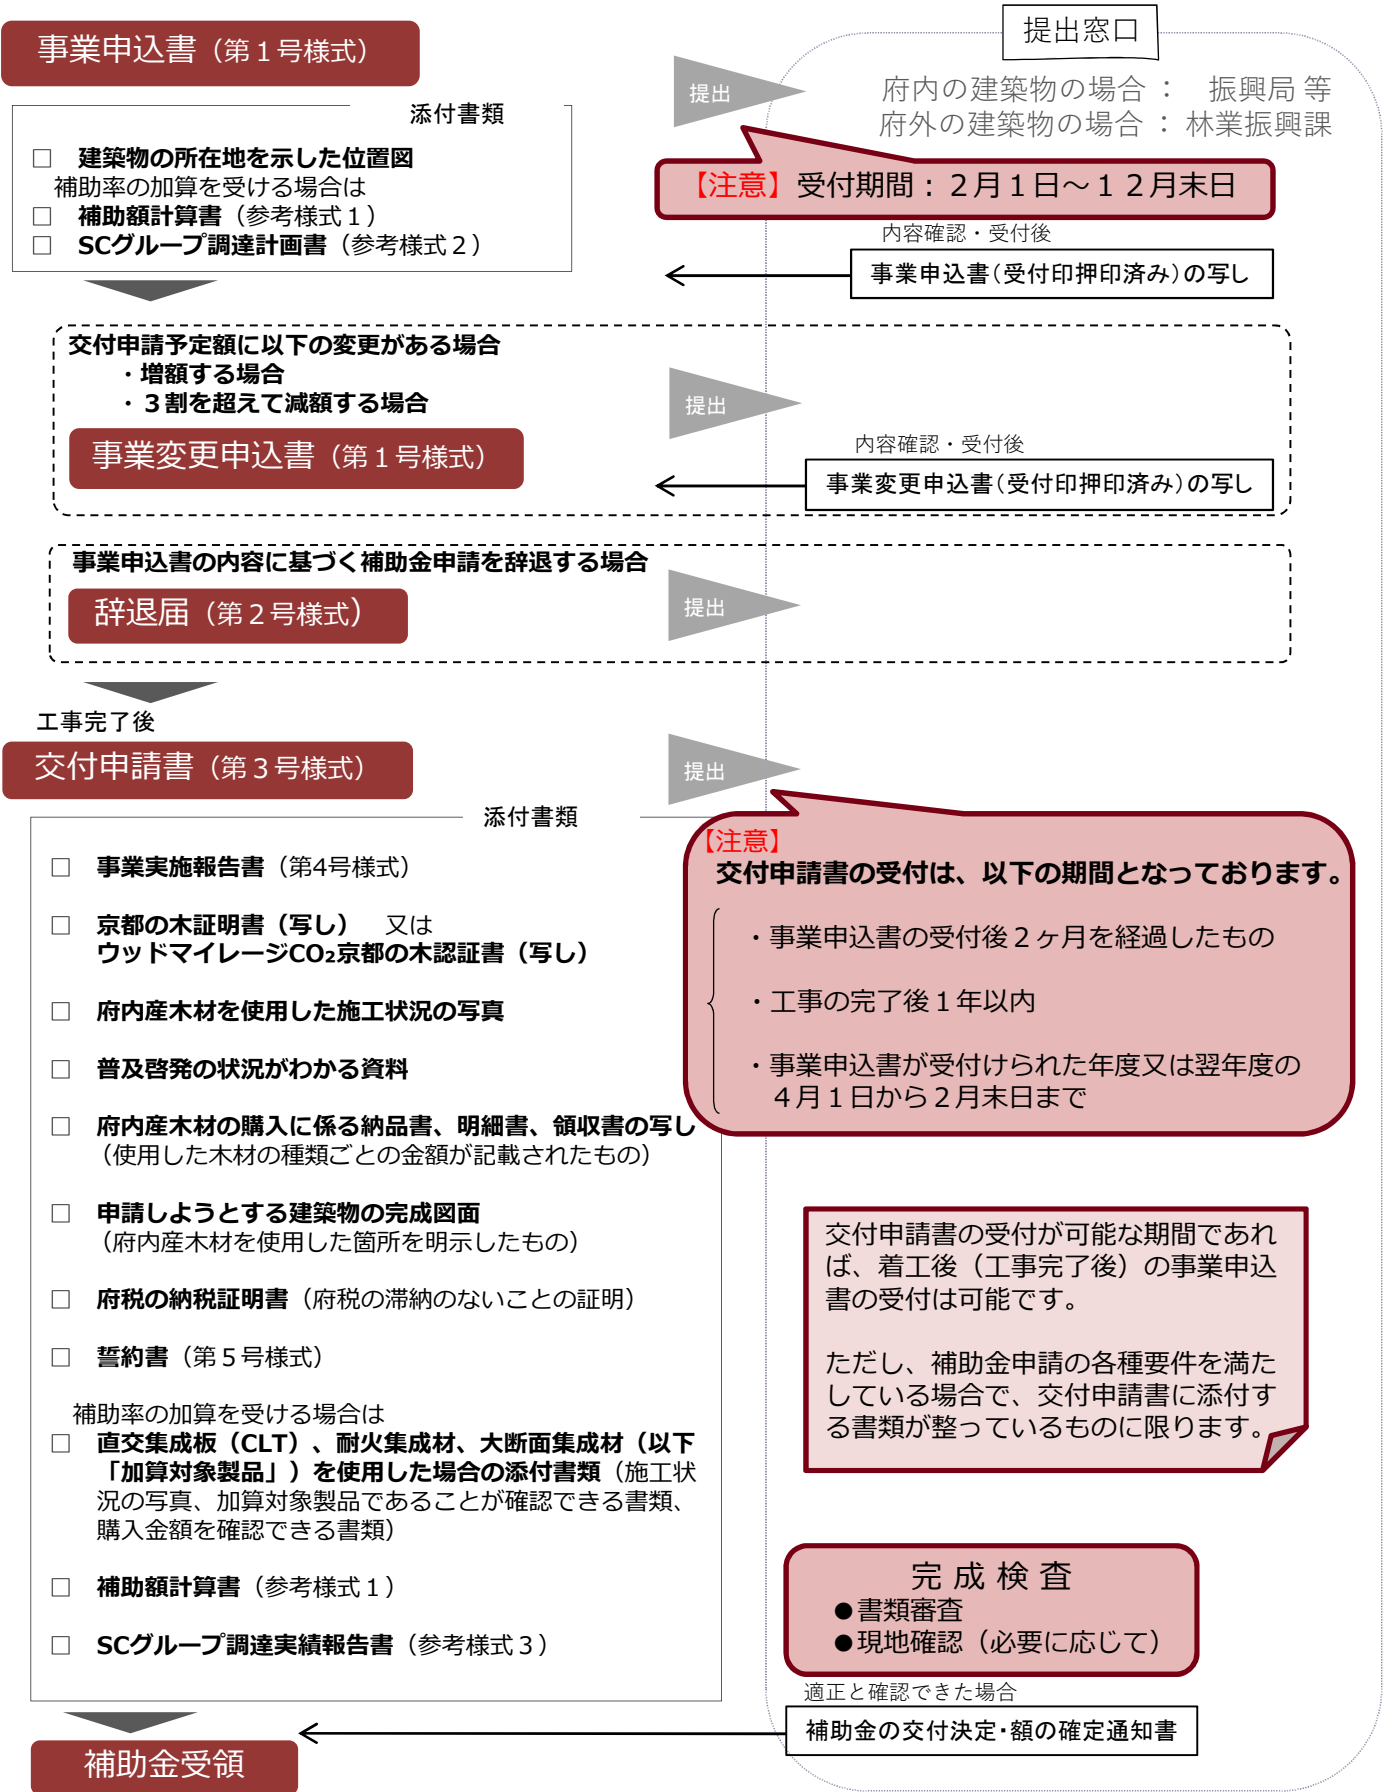 提出窓口
事業申込書（第１号様式）
提出
府内の建築物の場合：　振興局 等
府外の建築物の場合：林業振興課
添付書類
□　建築物の所在地を示した位置図
補助率の加算を受ける場合は
□　補助額計算書（参考様式１）
□　SCグループ調達計画書（参考様式２）
【注意】受付期間：２月１日～１２月末日
内容確認・受付後
事業申込書（受付印押印済み）の写し
交付申請予定額に以下の変更がある場合
・増額する場合
・３割を超えて減額する場合
提出
事業変更申込書（第１号様式）
内容確認・受付後
事業変更申込書（受付印押印済み）の写し
事業申込書の内容に基づく補助金申請を辞退する場合
辞退届（第２号様式）
提出
工事完了後
交付申請書（第３号様式）
提出
添付書類
□　事業実施報告書（第4号様式）
□　京都の木証明書（写し）　又は
ウッドマイレージCO₂京都の木認証書（写し）
□　府内産木材を使用した施工状況の写真
□　普及啓発の状況がわかる資料
□　府内産木材の購入に係る納品書、明細書、領収書の写し
（使用した木材の種類ごとの金額が記載されたもの）
□　申請しようとする建築物の完成図面
（府内産木材を使用した箇所を明示したもの）
□　府税の納税証明書（府税の滞納のないことの証明）
□　誓約書（第５号様式）
補助率の加算を受ける場合は
□　直交集成板（CLT）、耐火集成材、大断面集成材（以下
「加算対象製品」）を使用した場合の添付書類（施工状
況の写真、加算対象製品であることが確認できる書類、
購入金額を確認できる書類）
□　補助額計算書（参考様式１）
□　SCグループ調達実績報告書（参考様式３）
【注意】
交付申請書の受付は、以下の期間となっております。
・事業申込書の受付後２ヶ月を経過したもの
・工事の完了後１年以内
・事業申込書が受付けられた年度又は翌年度の
４月１日から２月末日まで
交付申請書の受付が可能な期間であれ
ば、着工後（工事完了後）の事業申込
書の受付は可能です。
ただし、補助金申請の各種要件を満た
している場合で、交付申請書に添付す
る書類が整っているものに限ります。
完成検査
●書類審査
●現地確認（必要に応じて）
適正と確認できた場合
補助金の交付決定・額の確定通知書
補助金受領